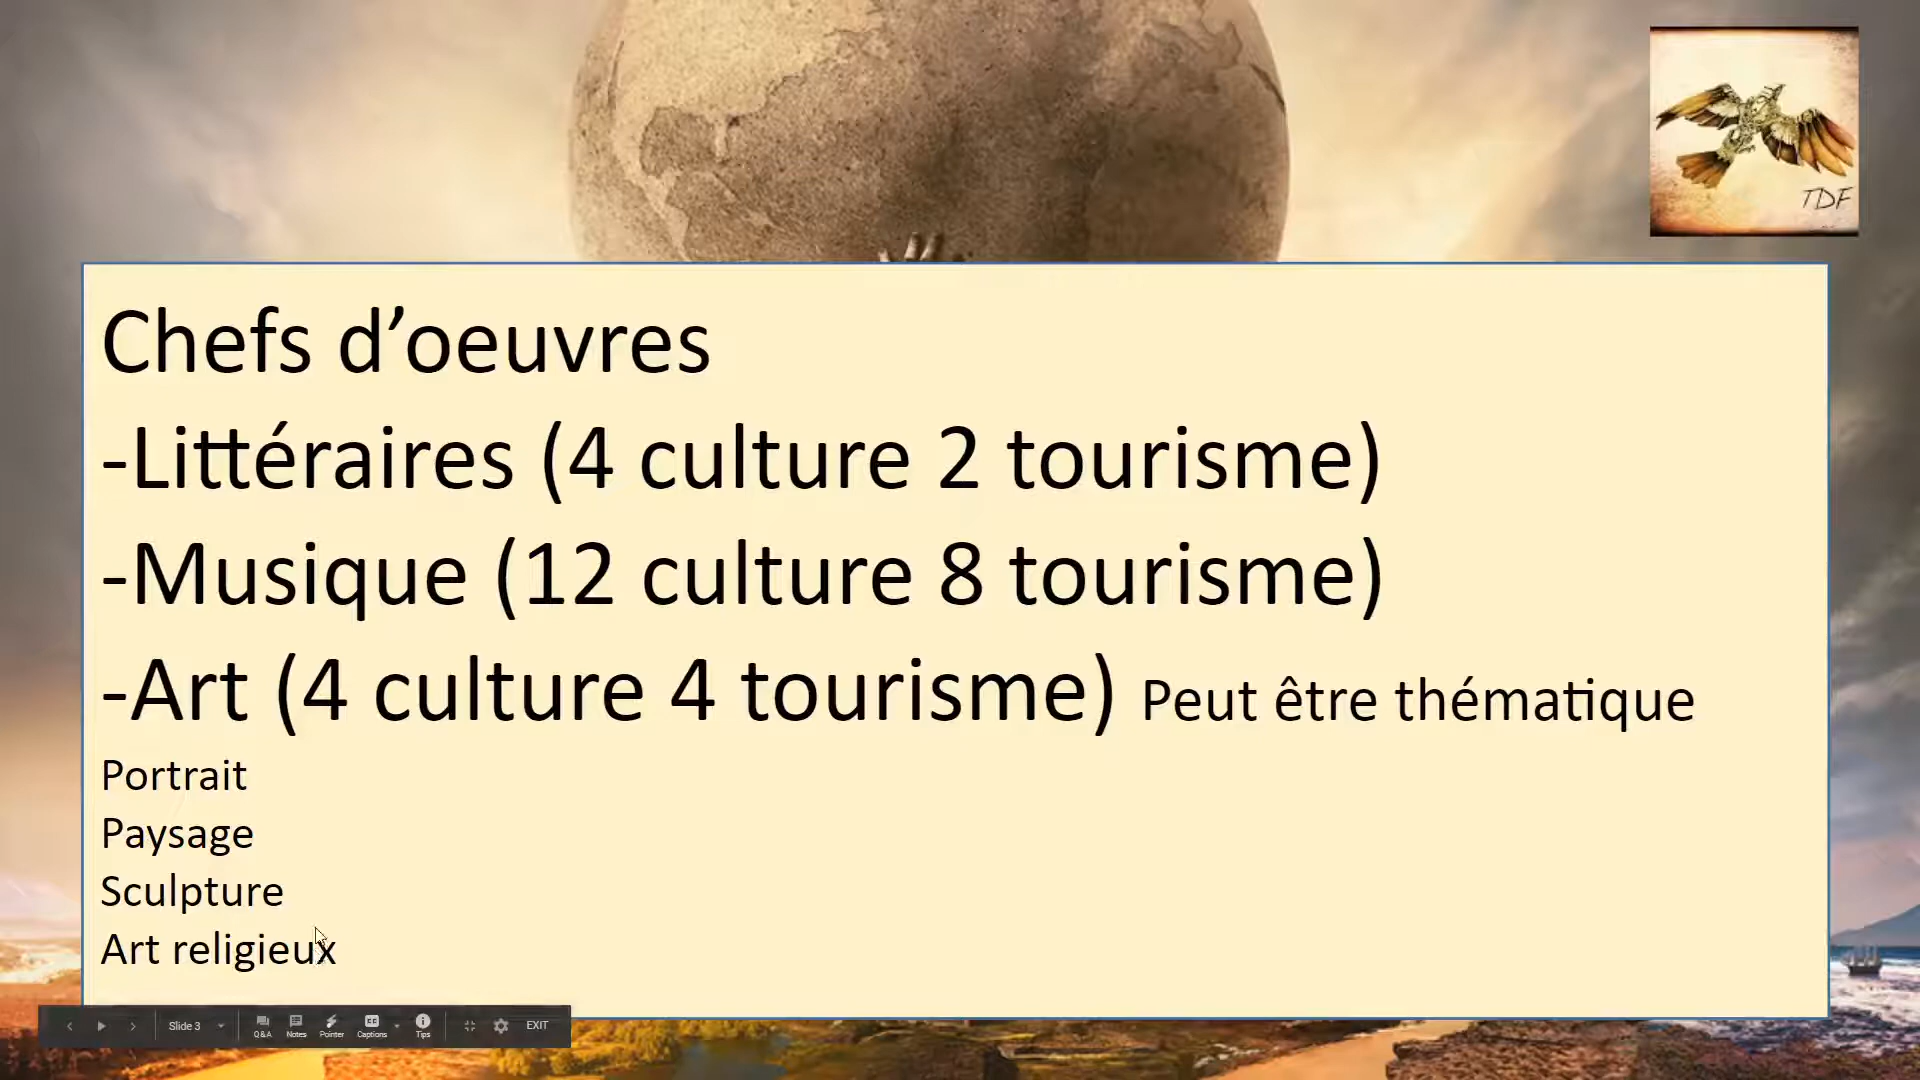 TDF
Chefs d’oeuvres
-Littéraires (4 culture 2 tourisme)
-Musique (12 culture 8 tourisme)
-Art (4 culture 4 tourisme) Peut être thématique
Portrait
Paysage
Sculpture
Art religieux
Slide 3
Q&A
Notes
Pointer
Captions
Tips
EXIT